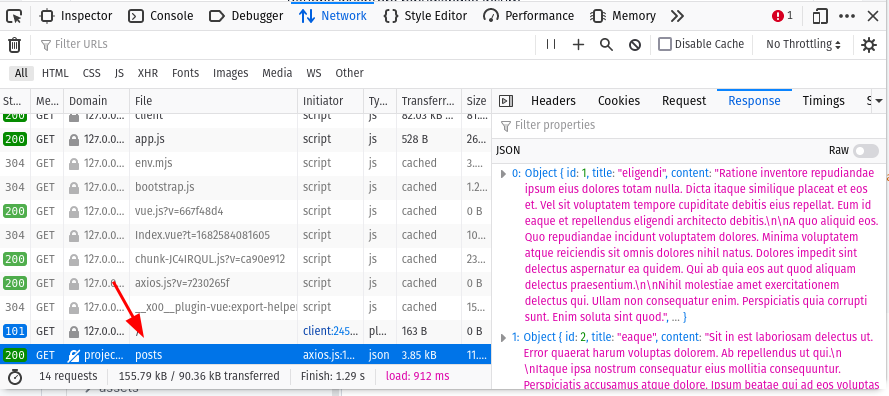 Inspector Console Debugger Network Style Editor Performance Memory 1
Filter URLs Disable Cache No Throttling
All HTML CSS JS XHR Fonts Images Media WS Other
St... Me... Domain File Initiator Ty... Transferr... Size
200 GET 127.0.0... client script js 82.03 kB ... 81....
200 GET 127.0.0... app.js script js 528 B 26...
304 GET 127.0.0... env.mjs script js cached 3....
304 GET 127.0.0... bootstrap.js script js cached 1.2...
200 GET 127.0.0... vue.js?v=667f48d4 script js cached 0 B
304 GET 127.0.0... Index.vue?t=1682584081605 script js cached 10...
200 GET 127.0.0... chunk-JC4IRQUL.js?v=ca90e912 script js cached 23...
200 GET 127.0.0... axios.js?v=7230265f script js cached 0 B
304 GET 127.0.0... __x00__plugin-vue:export-helper script js cached 15...
101 GET 127.0.0... / client:245... pl... 163 B 0 B
200 GET projec... posts axios.js:1... json 3.85 kB 11....
14 requests 155.79 kB / 90.36 kB transferred Finish: 1.29 s load: 912 ms
Headers Cookies Request Response Timings S
Filter properties
JSON Raw
0: Object { id: 1, title: "eligendi", content: "Ratione inventore repudiandae
ipsum eius dolores totam nulla. Dicta itaque similique placeat et eos
et. Vel sit voluptatem tempore cupiditate debitis eius repellat. Eum id
eaque et repellendus eligendi architecto debitis.\n\nA quo aliquid eos.
Quo repudiandae incidunt voluptatem dolores. Minima voluptatem
atque reiciendis sit omnis dolores nihil natus. Dolores impedit sint
delectus aspernatur ea quidem. Qui ab quia eos aut quod aliquam
delectus praesentium.\n\nNihil molestiae amet exercitationem
delectus qui. Ullam non consequatur enim. Perspiciatis quia corrupti
sunt. Enim soluta sint quod.", ... }
1: Object { id: 2, title: "eaque", content: "Sit in est laboriosam delectus ut.
Error quaerat harum voluptas dolorem. Ab repellendus ut qui.\n
\nItaque ipsa nostrum consequatur eius mollitia consequuntur.
Perspiciatis accusamus atque dolore. Ipsum beatae qui ad eos voluptas
assets